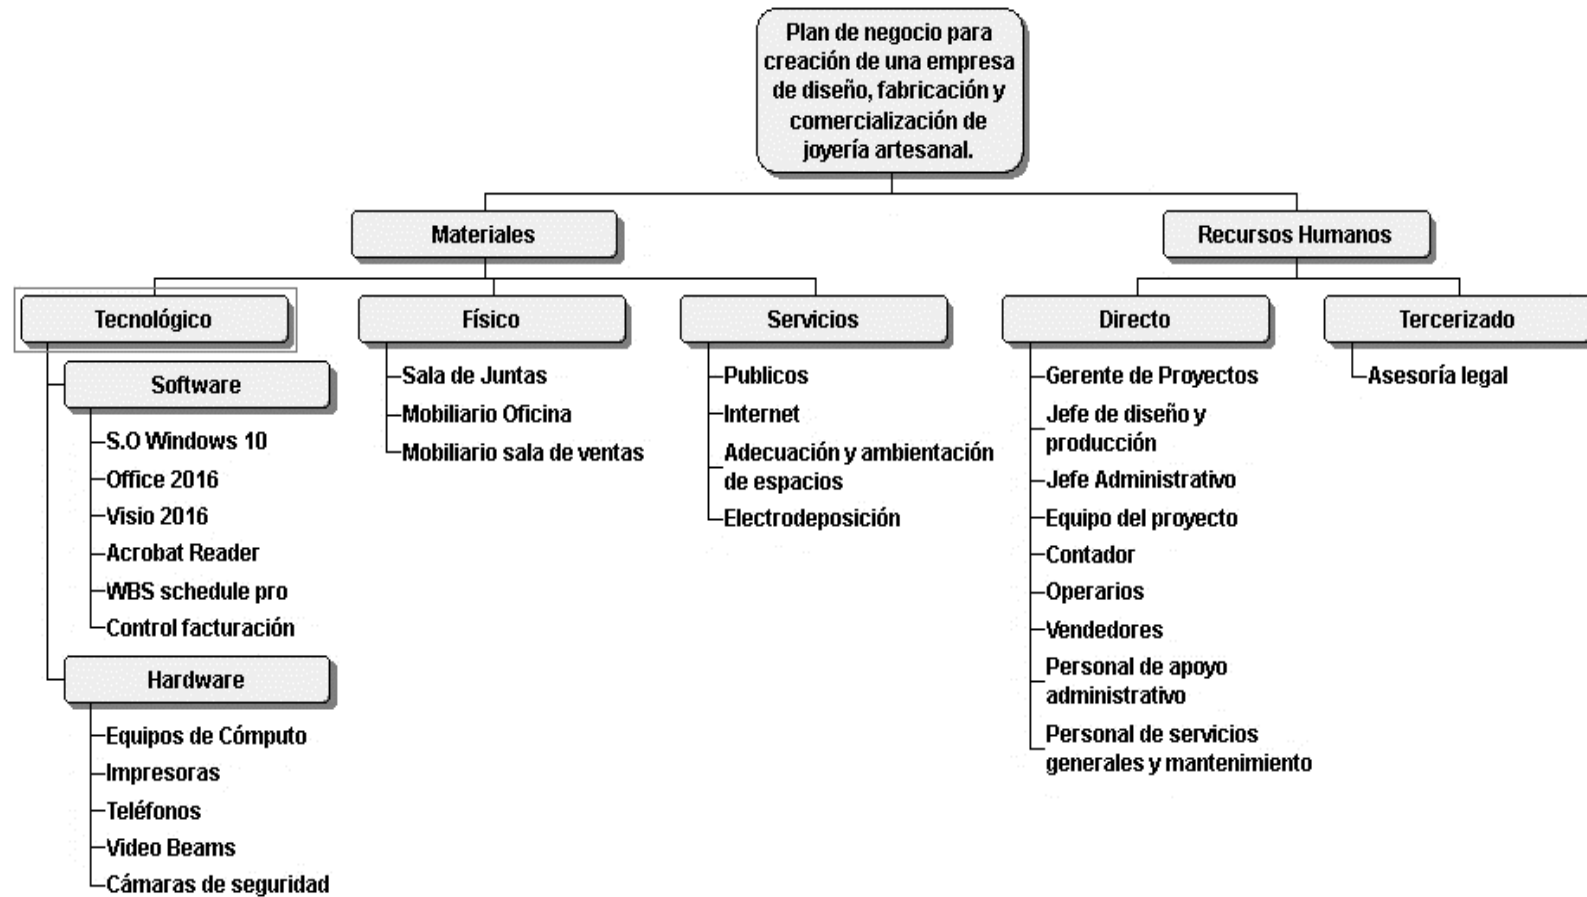 Plan de negocio para
creación de una empresa
de diseño, fabricación y
comercialización de
joyería artesanal.
Materiales
Recursos Humanos
Tecnológico
Físico
Servicios
Directo
Tercerizado
Software
S.O Windows 10
Office 2016
Visio 2016
Acrobat Reader
WBS schedule pro
Control facturación
Hardware
Equipos de Cómputo
Impresoras
Teléfonos
Video Beams
Cámaras de seguridad
Sala de Juntas
Mobiliario Oficina
Mobiliario sala de ventas
Publicos
Internet
Adecuación y ambientación
de espacios
Electrodeposición
Gerente de Proyectos
Jefe de diseño y
producción
Jefe Administrativo
Equipo del proyecto
Contador
Operarios
Vendedores
Personal de apoyo
administrativo
Personal de servicios
generales y mantenimiento
Asesoría legal